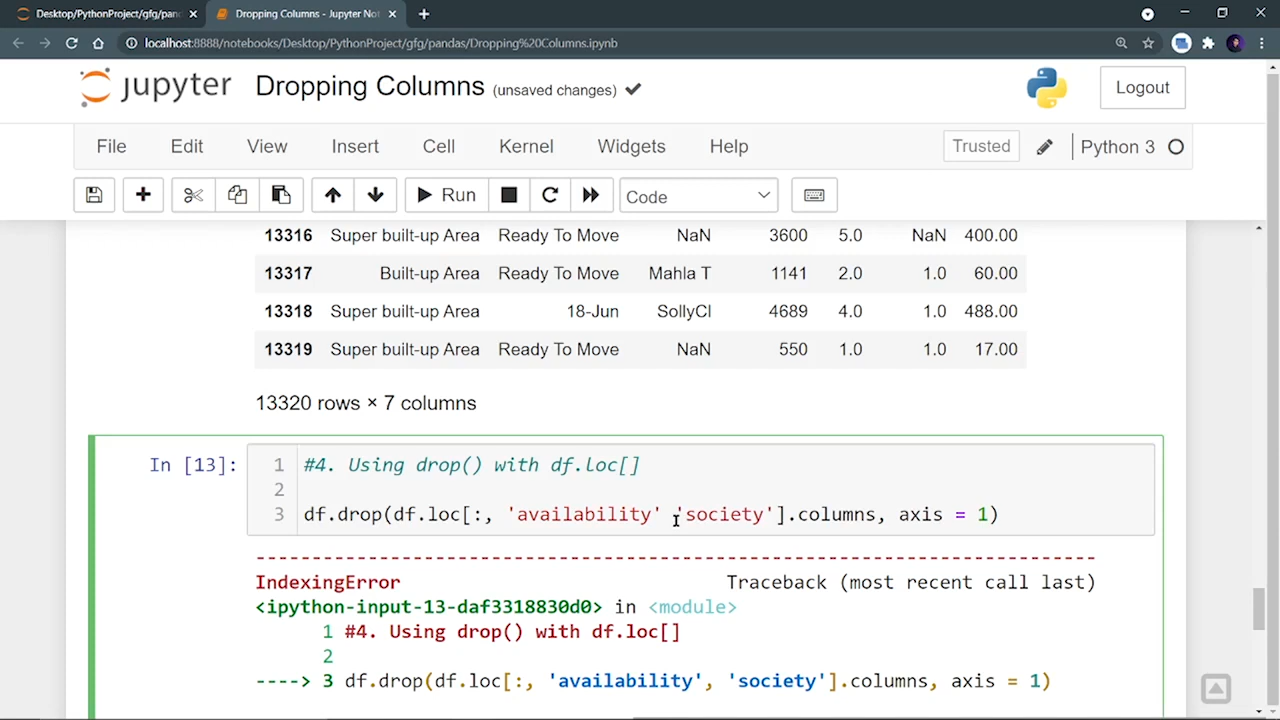 Desktop/PythonProject/gfg/pand
Dropping Columns - Jupyter Not
localhost:8888/notebooks/Desktop/PythonProject/gfg/pandas/Dropping%20Columns.ipynb
jupyter Dropping Columns (unsaved changes) Logout
File Edit View Insert Cell Kernel Widgets Help Trusted Python 3
Run Code
13316 Super built-up Area Ready To Move NaN 3600 5.0 NaN 400.00
13317 Built-up Area Ready To Move Mahla T 1141 2.0 1.0 60.00
13318 Super built-up Area 18-Jun SollyCl 4689 4.0 1.0 488.00
13319 Super built-up Area Ready To Move NaN 550 1.0 1.0 17.00
13320 rows × 7 columns
In [13]: 1 #4. Using drop() with df.loc[]
2
3 df.drop(df.loc[:, 'availability' 'society'].columns, axis = 1)
---------------------------------------------------------------------------
IndexingError Traceback (most recent call last)
<ipython-input-13-daf3318830d0> in <module>
1 #4. Using drop() with df.loc[]
2
----> 3 df.drop(df.loc[:, 'availability', 'society'].columns, axis = 1)